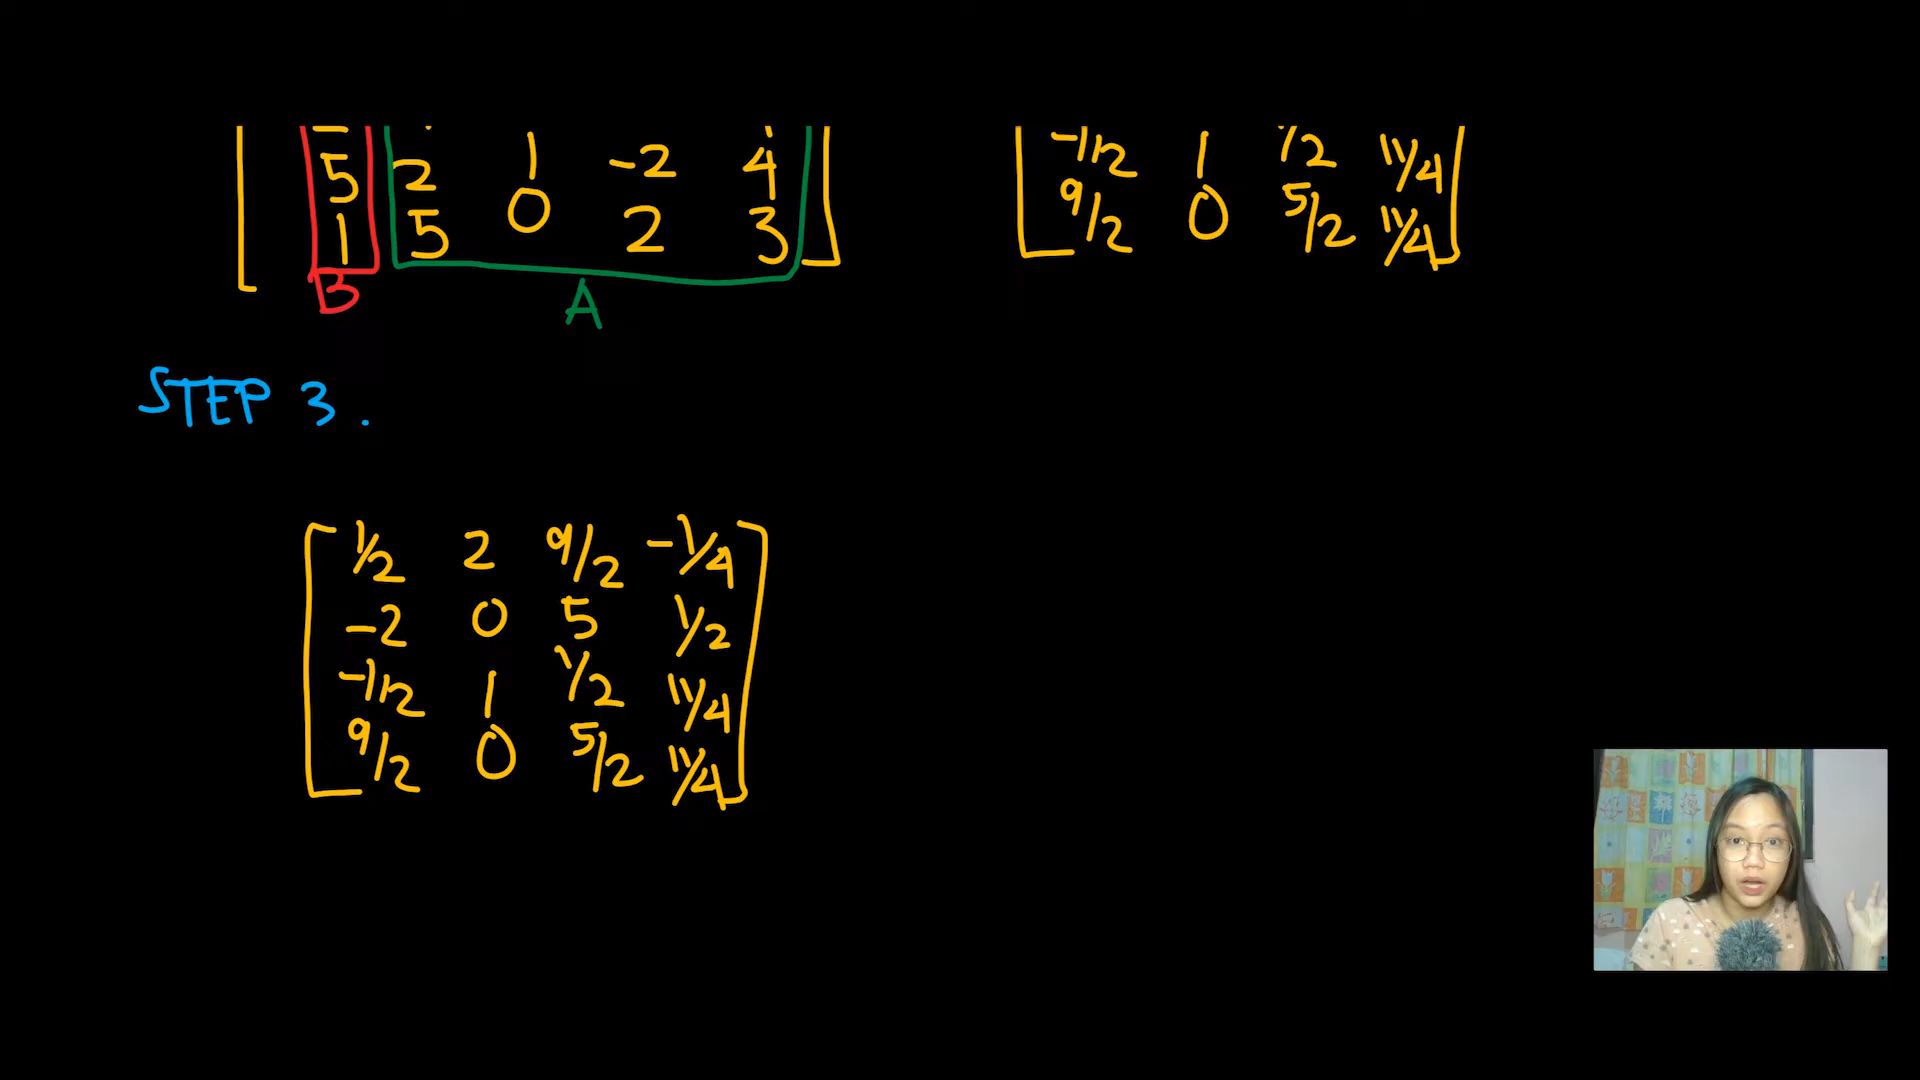 5 2 1 -2 4
1 5 0 2 3
B
A
-1/2 1 1/2 11/4
9/2 0 5/2 11/4
STEP 3.
1/2 2 9/2 -1/4
-2 0 5 1/2
-1/2 1 1/2 11/4
9/2 0 5/2 11/4